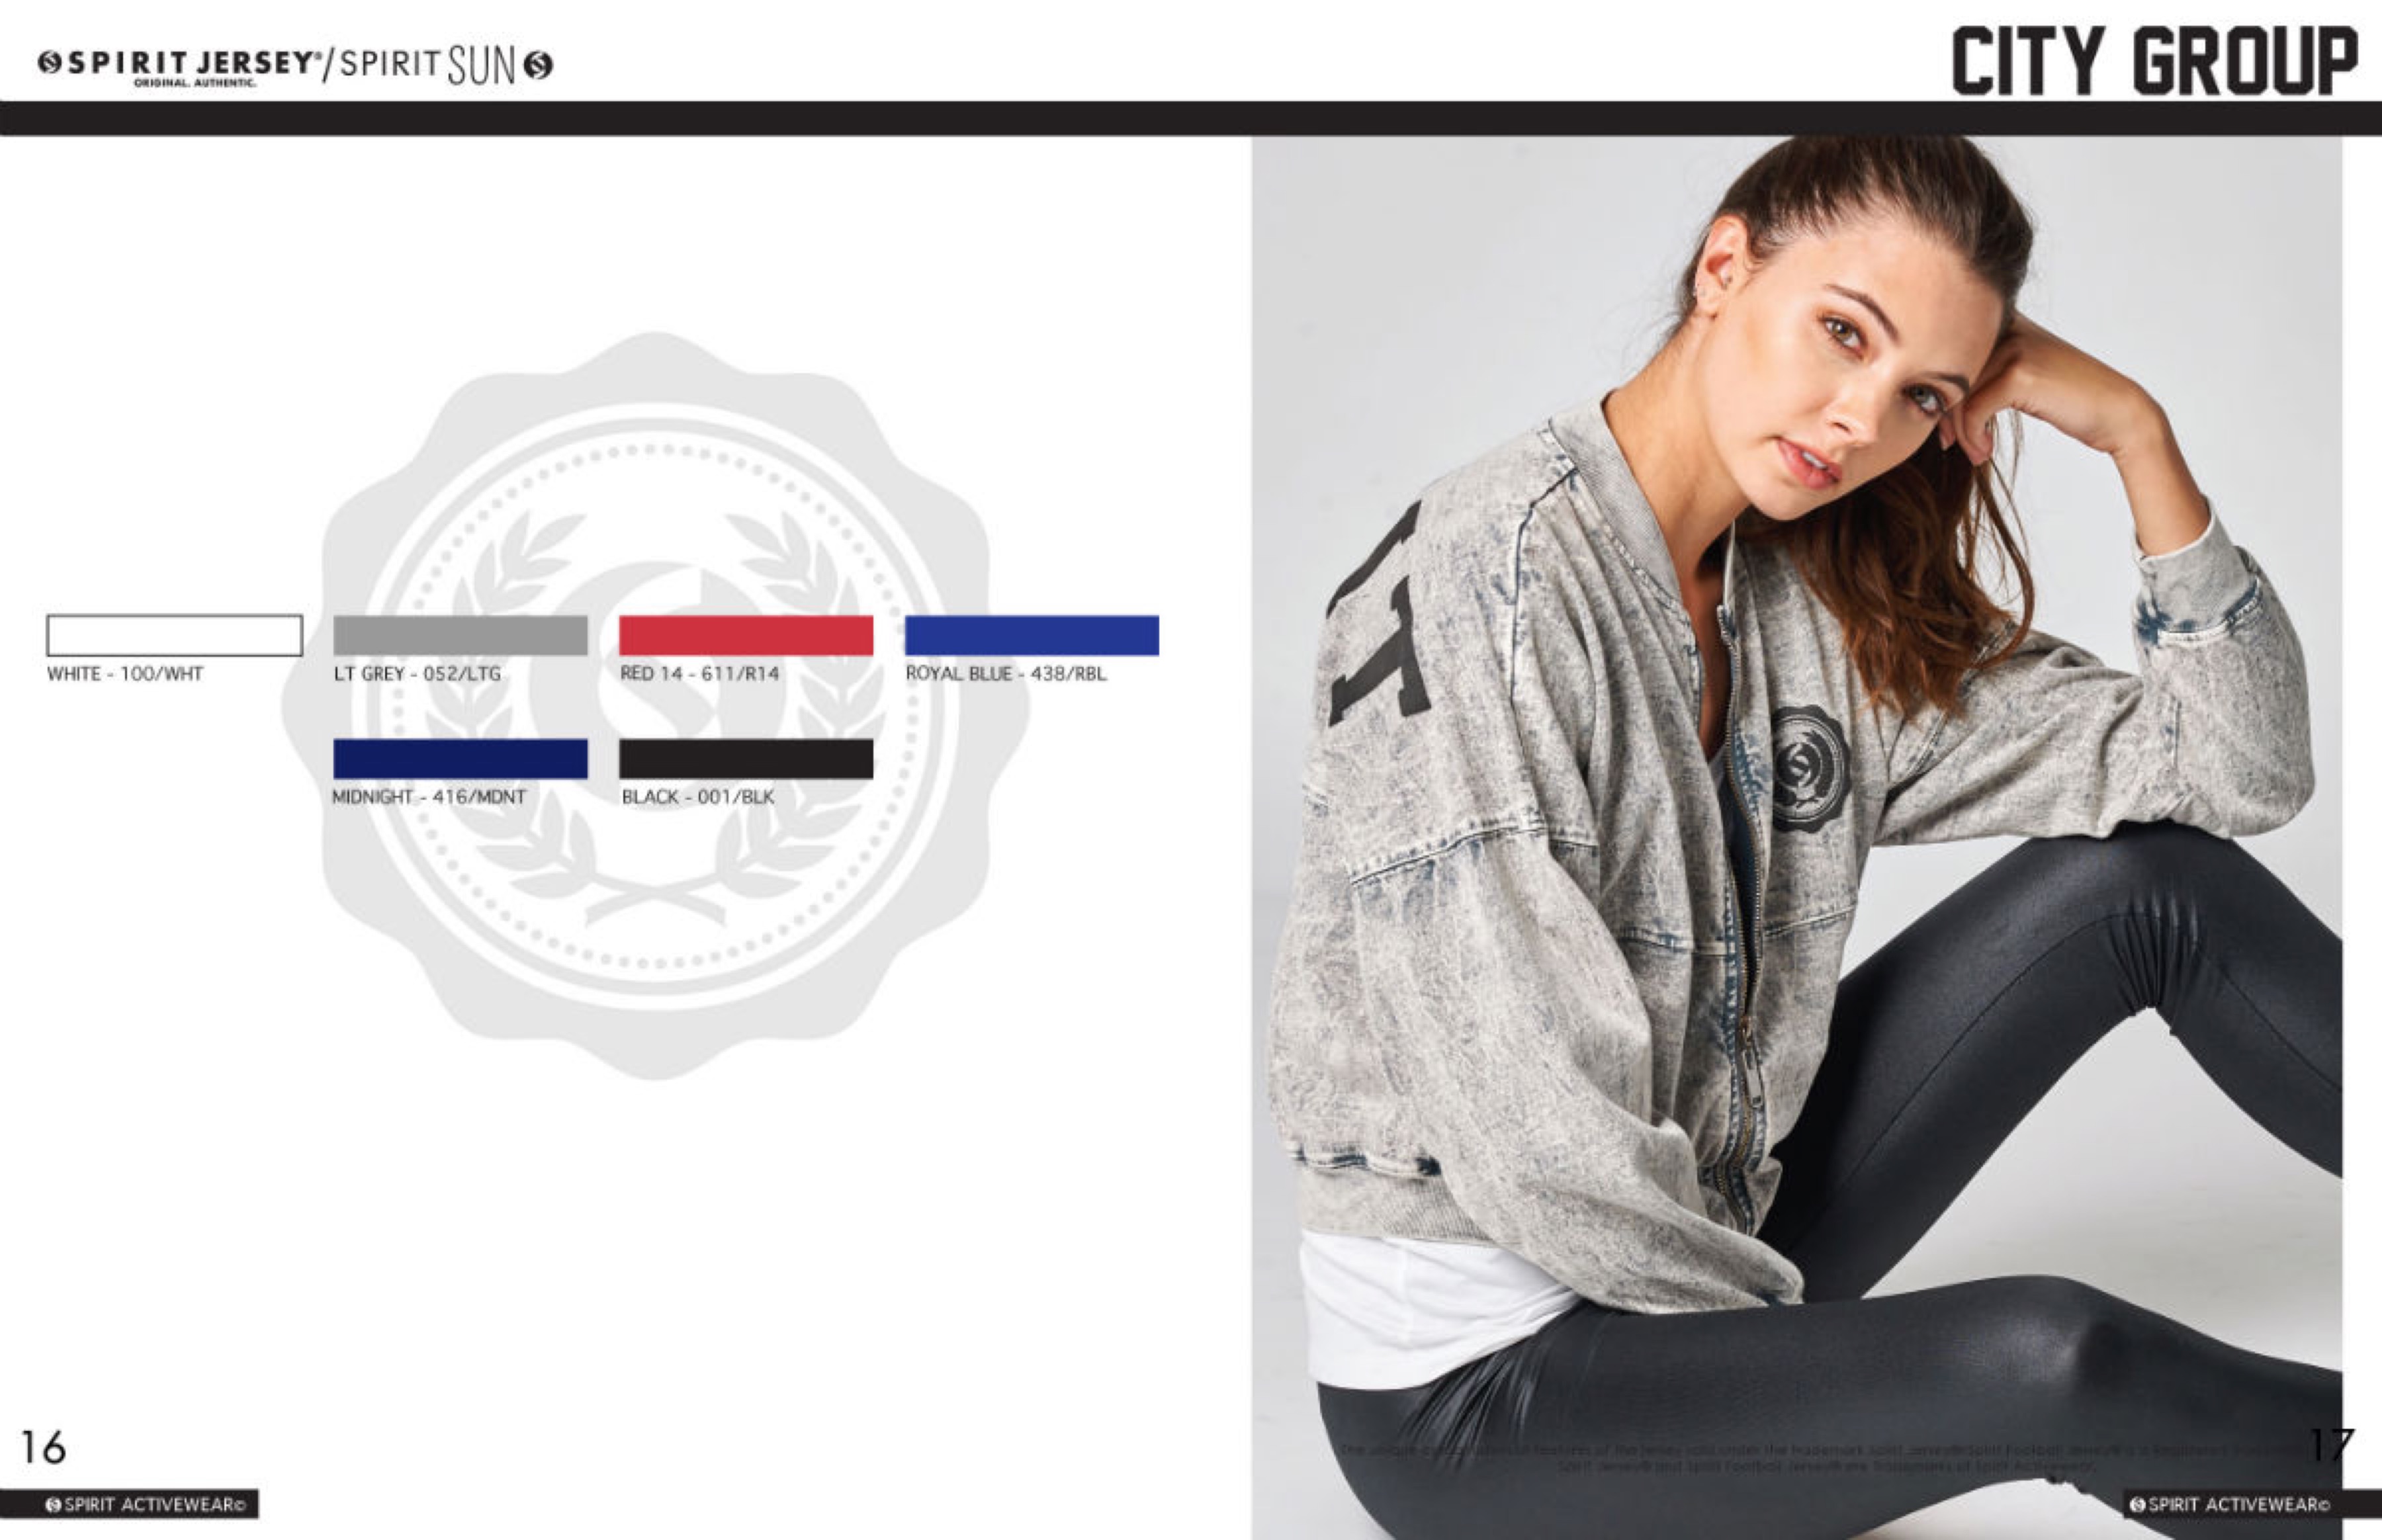 SPIRIT JERSEY®/SPIRIT SUN
ORIGINAL. AUTHENTIC.
CITY GROUP
WHITE - 100/WHT
LT GREY - 052/LTG
RED 14 - 611/R14
ROYAL BLUE - 438/RBL
MIDNIGHT - 416/MDNT
BLACK - 001/BLK
16
17
SPIRIT ACTIVEWEAR©
SPIRIT ACTIVEWEAR©